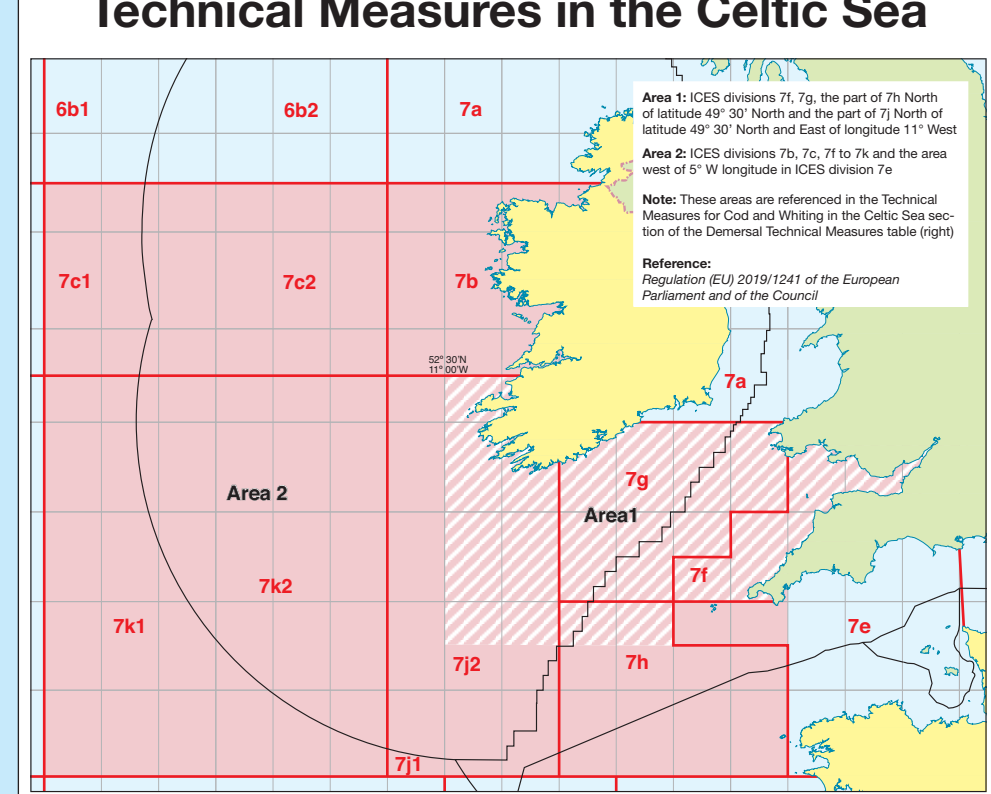 Technical Measures in the Celtic Sea
6b1
6b2
7a
Area 1: ICES divisions 7f, 7g, the part of 7h North
of latitude 49° 30’ North and the part of 7j North of
latitude 49° 30’ North and East of longitude 11° West
Area 2: ICES divisions 7b, 7c, 7f to 7k and the area
west of 5° W longitude in ICES division 7e
Note: These areas are referenced in the Technical
Measures for Cod and Whiting in the Celtic Sea sec-
tion of the Demersal Technical Measures table (right)
Reference:
Regulation (EU) 2019/1241 of the European
Parliament and of the Council
7c1
7c2
7b
52° 30’N
11° 00’W
7a
7g
Area 2
Area1
7f
7k2
7k1
7e
7j2
7h
7j1